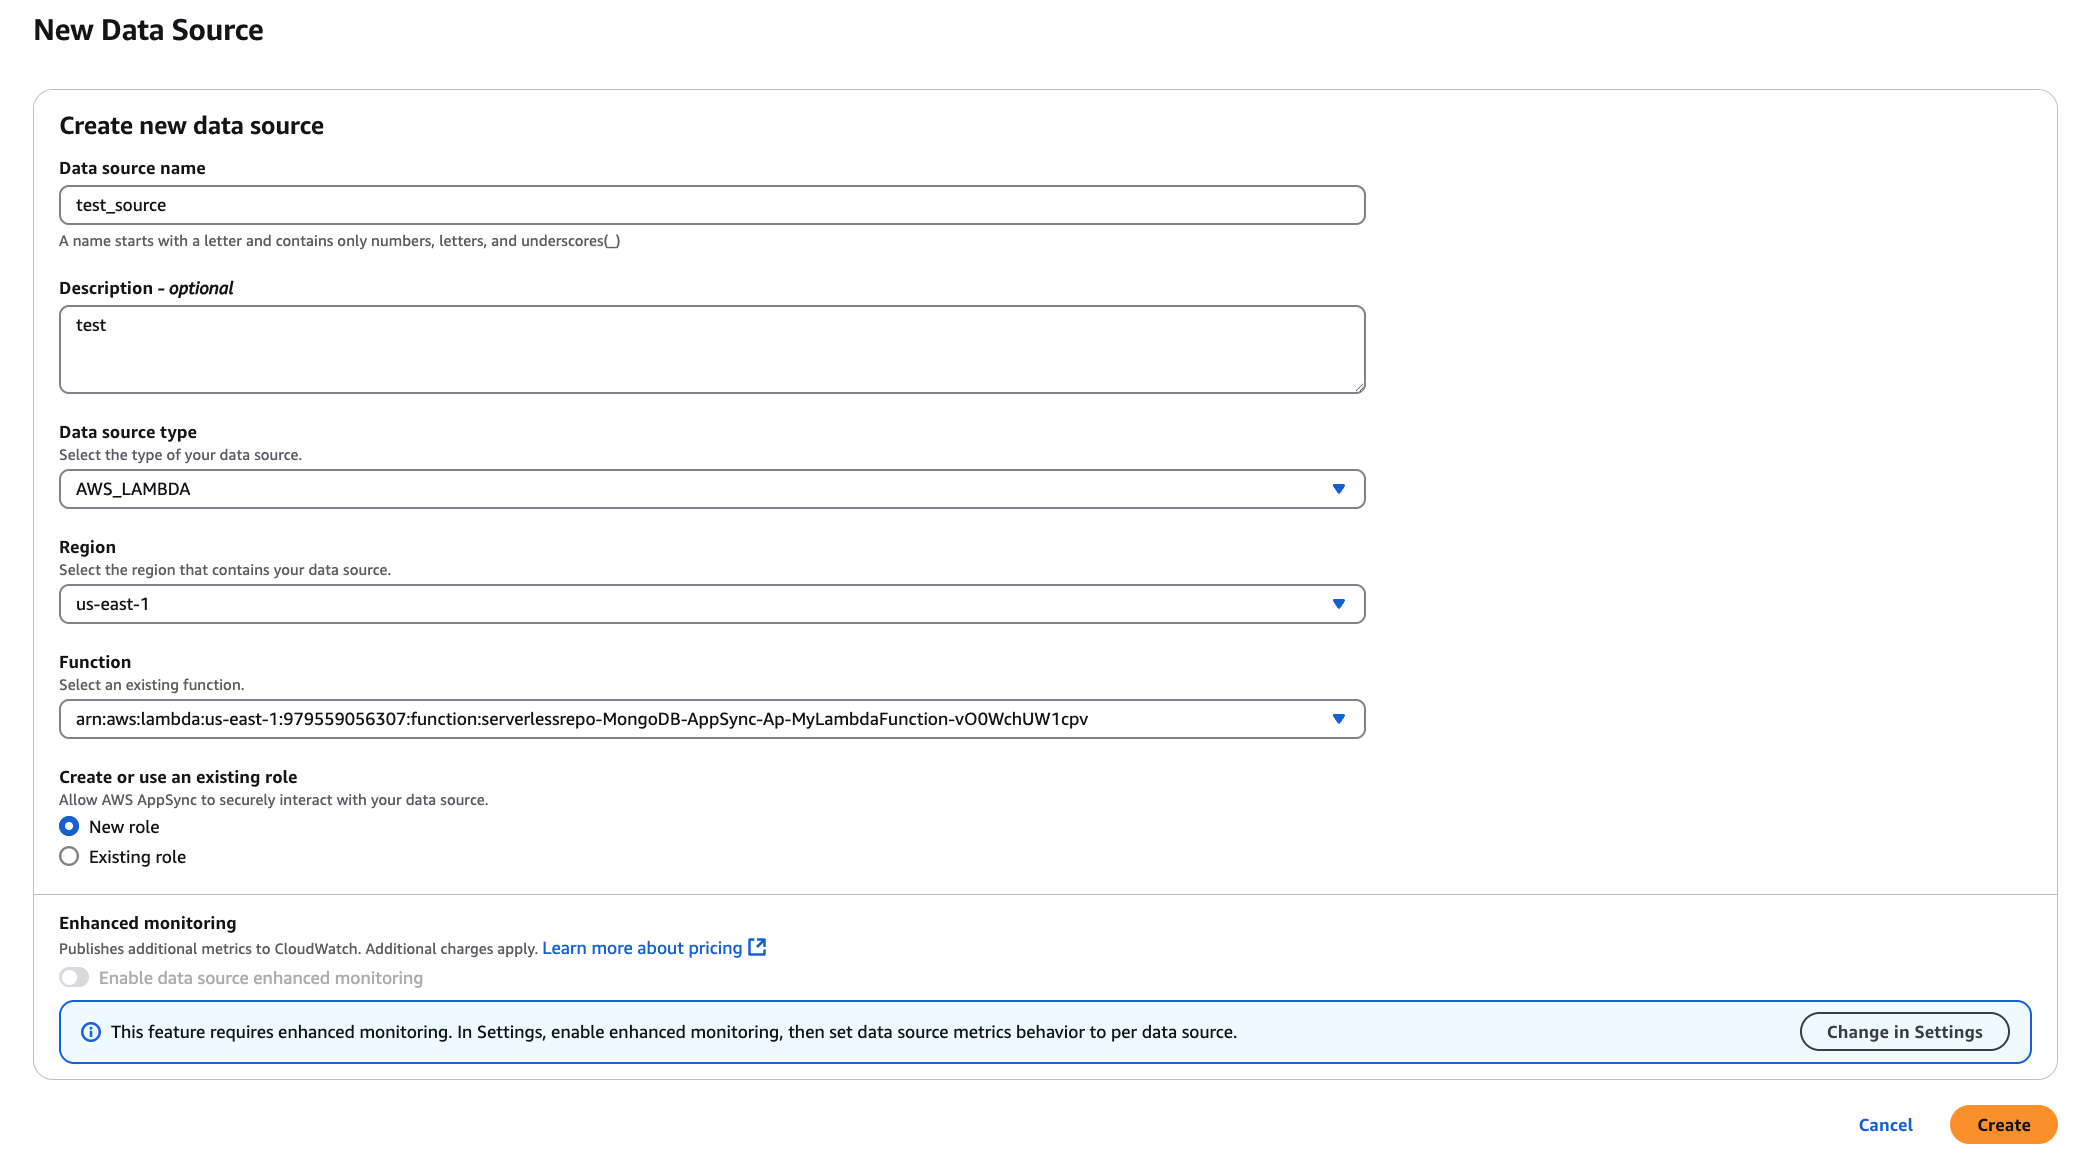 New Data Source
Create new data source
Data source name
test_source
A name starts with a letter and contains only numbers, letters, and underscores(_)
Description - optional
test
Data source type
Select the type of your data source.
AWS_LAMBDA
Region
Select the region that contains your data source.
us-east-1
Function
Select an existing function.
arn:aws:lambda:us-east-1:979559056307:function:serverlessrepo-MongoDB-AppSync-Ap-MyLambdaFunction-vO0WchUW1cpv
Create or use an existing role
Allow AWS AppSync to securely interact with your data source.
New role
Existing role
Enhanced monitoring
Publishes additional metrics to CloudWatch. Additional charges apply. Learn more about pricing
Enable data source enhanced monitoring
This feature requires enhanced monitoring. In Settings, enable enhanced monitoring, then set data source metrics behavior to per data source.
Change in Settings
Cancel
Create